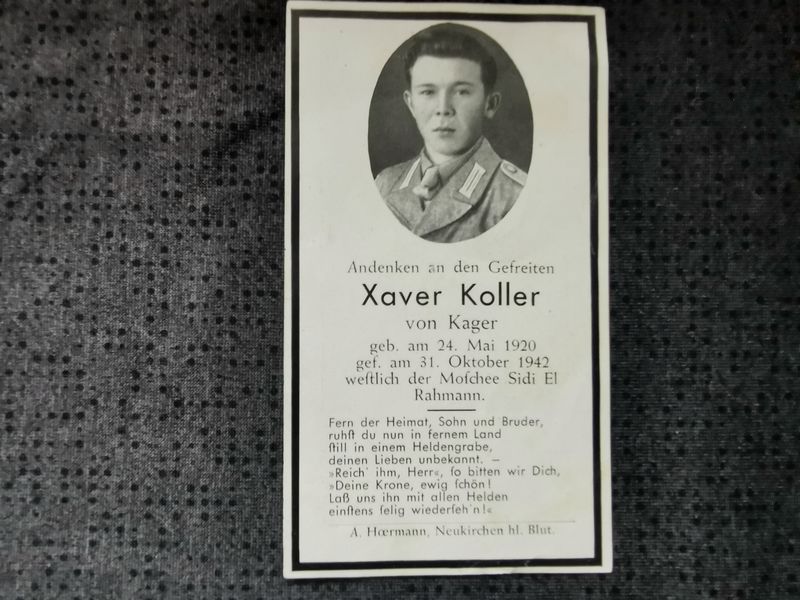 Andenken an den Gefreiten
Xaver Koller
von Kager
geb. am 24. Mai 1920
gef. am 31. Oktober 1942
weſtlich der Moſchee Sidi El
Rahmann.
Fern der Heimat, Sohn und Bruder,
ruhſt du nun in fernem Land
ſtill in einem Heldengrabe,
deinen Lieben unbekannt. –
»Reich' ihm, Herr«, ſo bitten wir Dich,
»Deine Krone, ewig ſchön!
Laß uns ihn mit allen Helden
einſtens ſelig wiederſeh'n!«
A. Hœrmann, Neukirchen hl. Blut.